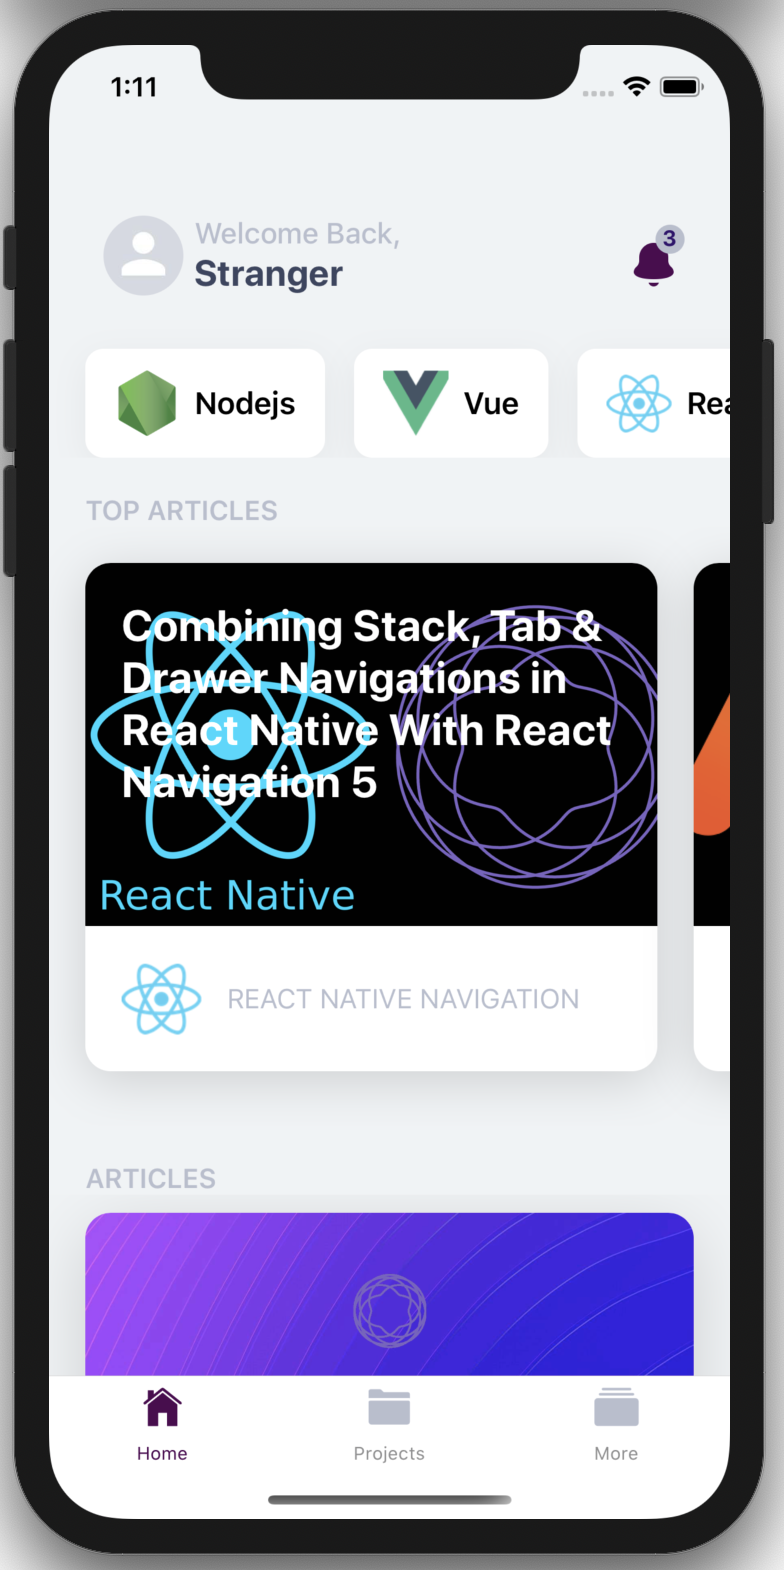 1:11
Welcome Back,
Stranger
3
Nodejs
Vue
Rea
TOP ARTICLES
Combining Stack, Tab &
Drawer Navigations in
React Native With React
Navigation 5
React Native
REACT NATIVE NAVIGATION
ARTICLES
Home
Projects
More